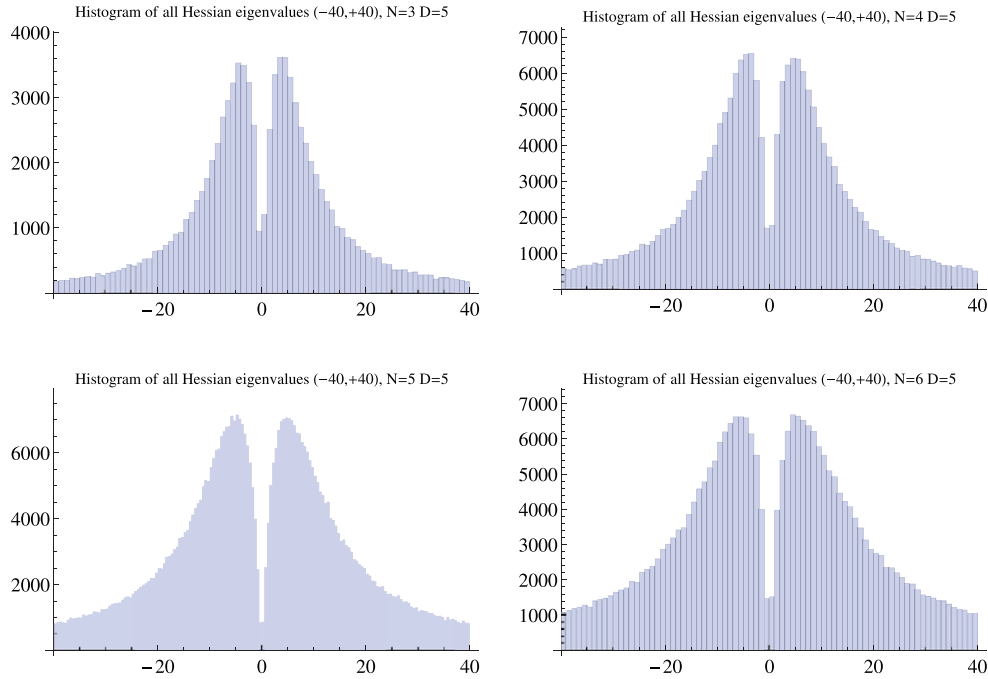 Histogram of all Hessian eigenvalues (−40,+40), N=3 D=5
4000
3000
2000
1000
−20 0 20 40
Histogram of all Hessian eigenvalues (−40,+40), N=4 D=5
7000
6000
5000
4000
3000
2000
1000
−20 0 20 40
Histogram of all Hessian eigenvalues (−40,+40), N=5 D=5
6000
4000
2000
−20 0 20 40
Histogram of all Hessian eigenvalues (−40,+40), N=6 D=5
7000
6000
5000
4000
3000
2000
1000
−20 0 20 40